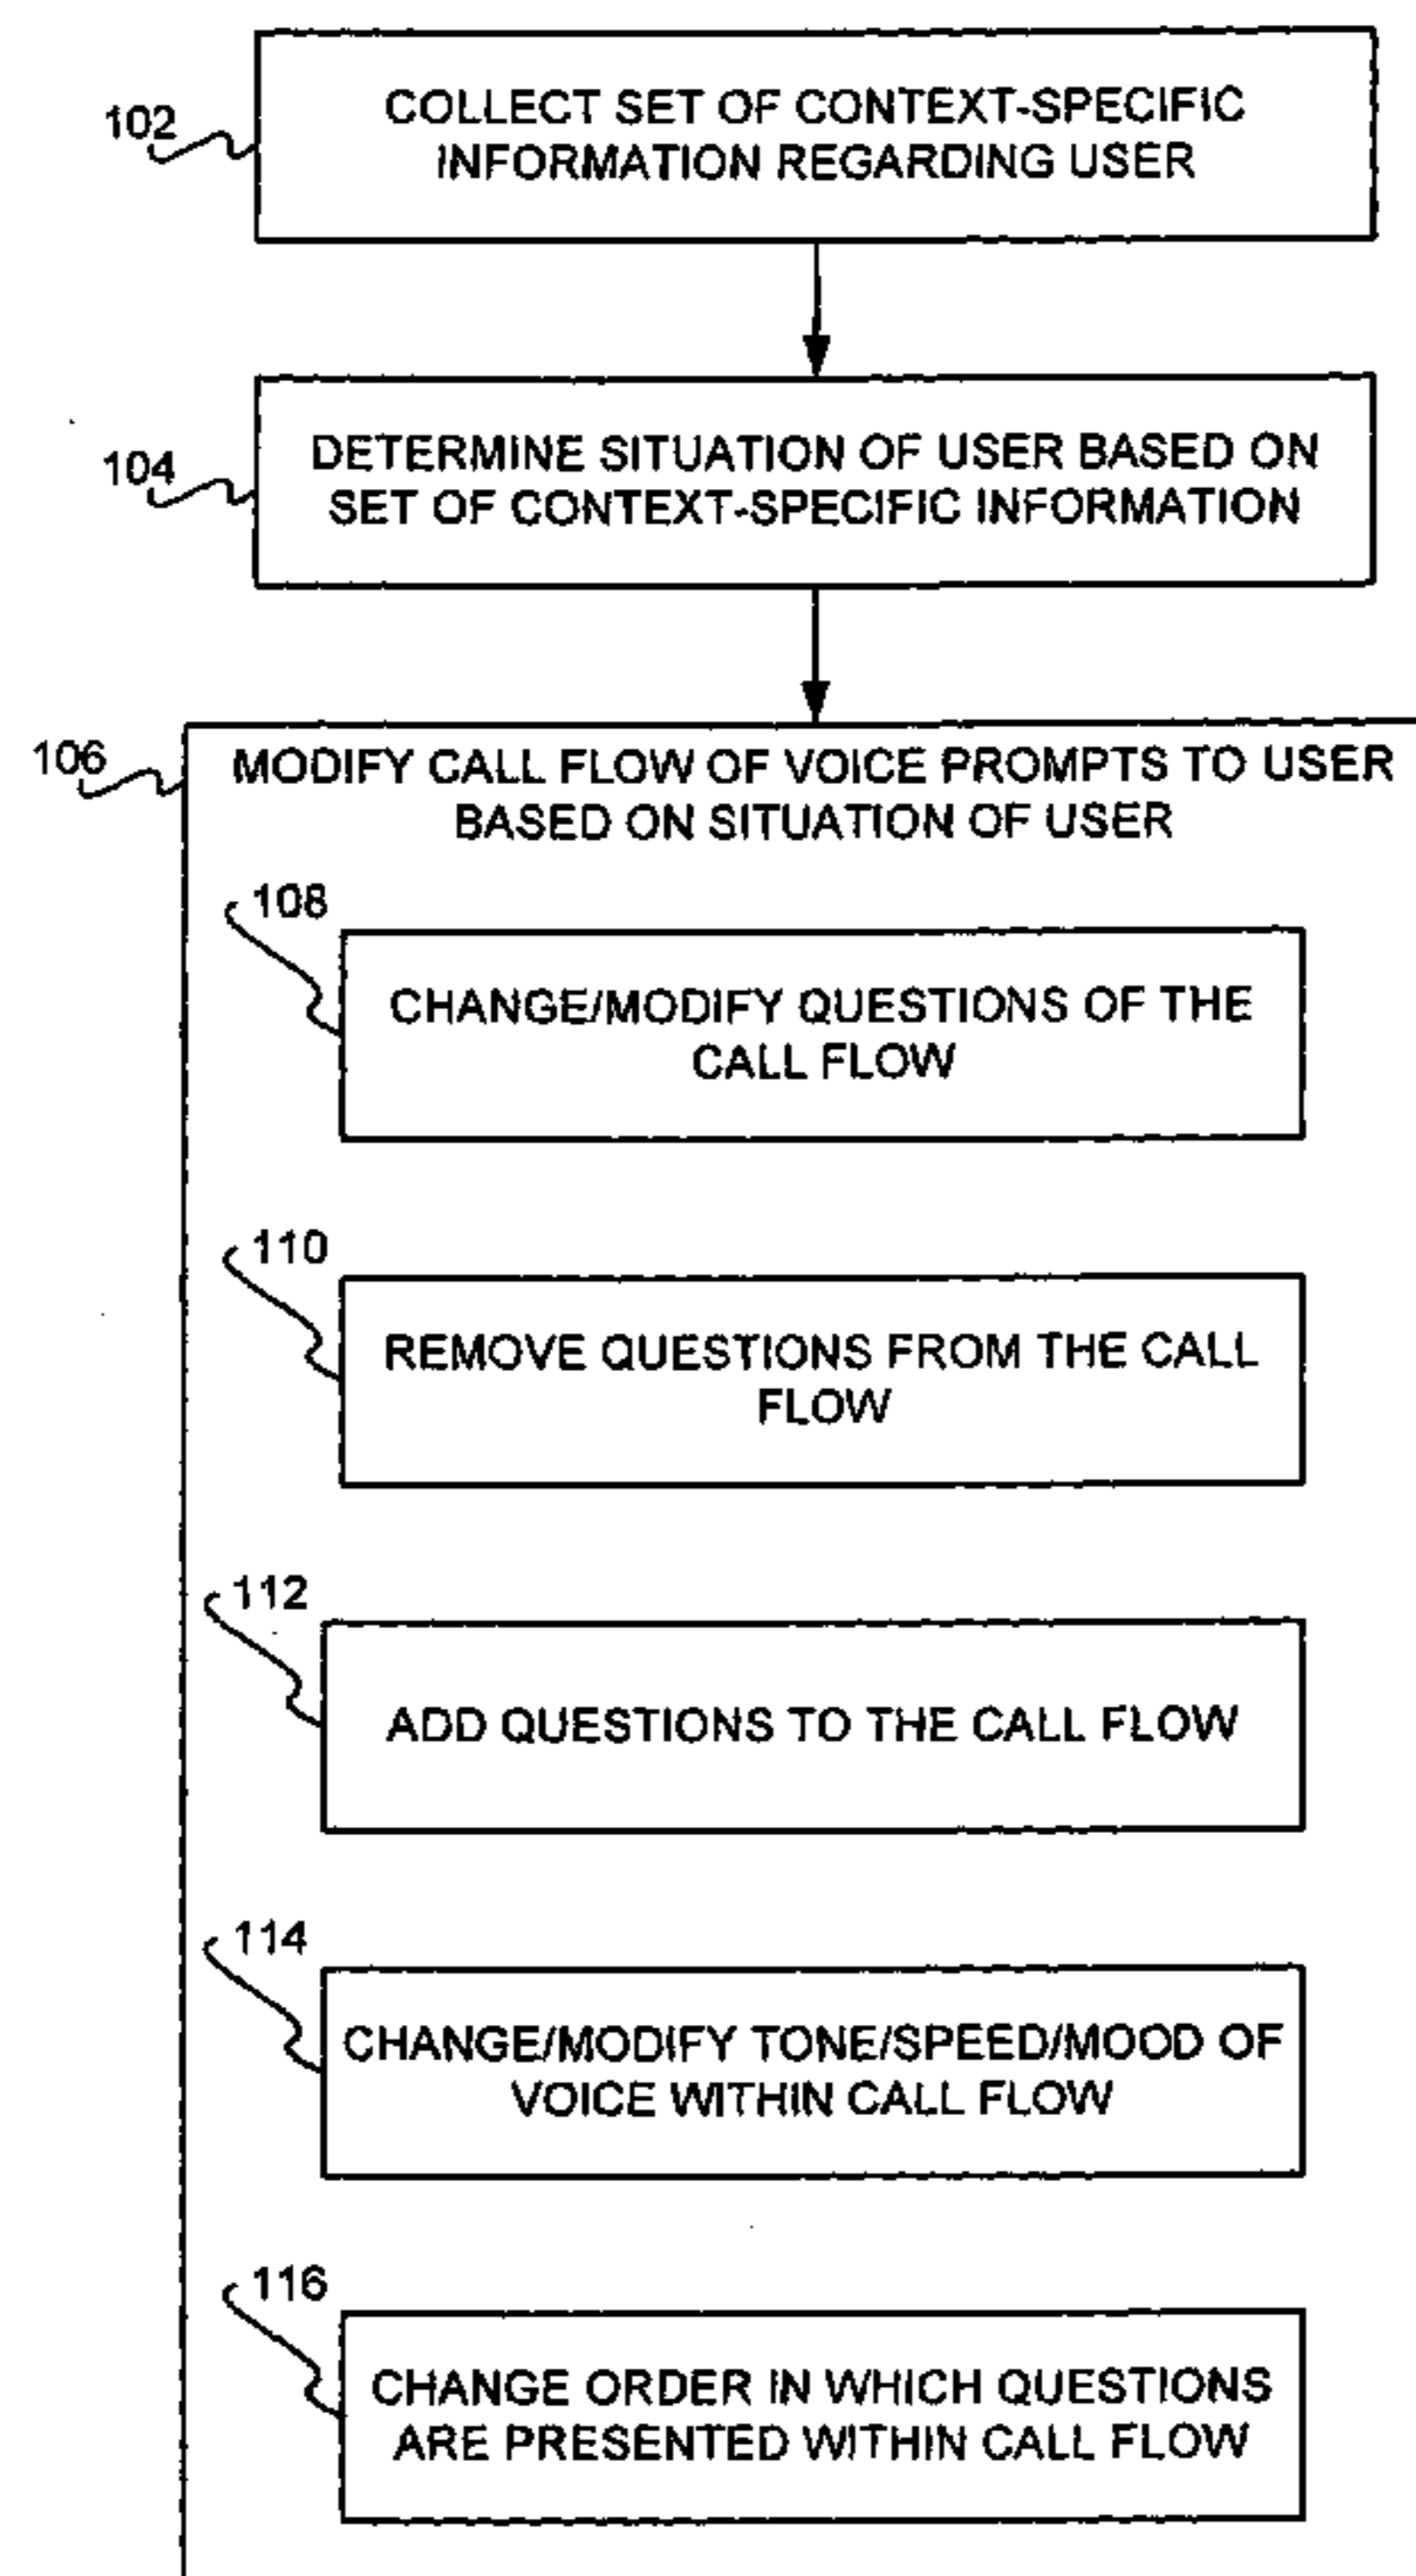 102
COLLECT SET OF CONTEXT-SPECIFIC
INFORMATION REGARDING USER
104
DETERMINE SITUATION OF USER BASED ON
SET OF CONTEXT-SPECIFIC INFORMATION
106
MODIFY CALL FLOW OF VOICE PROMPTS TO USER
BASED ON SITUATION OF USER
108
CHANGE/MODIFY QUESTIONS OF THE
CALL FLOW
110
REMOVE QUESTIONS FROM THE CALL
FLOW
112
ADD QUESTIONS TO THE CALL FLOW
114
CHANGE/MODIFY TONE/SPEED/MOOD OF
VOICE WITHIN CALL FLOW
116
CHANGE ORDER IN WHICH QUESTIONS
ARE PRESENTED WITHIN CALL FLOW